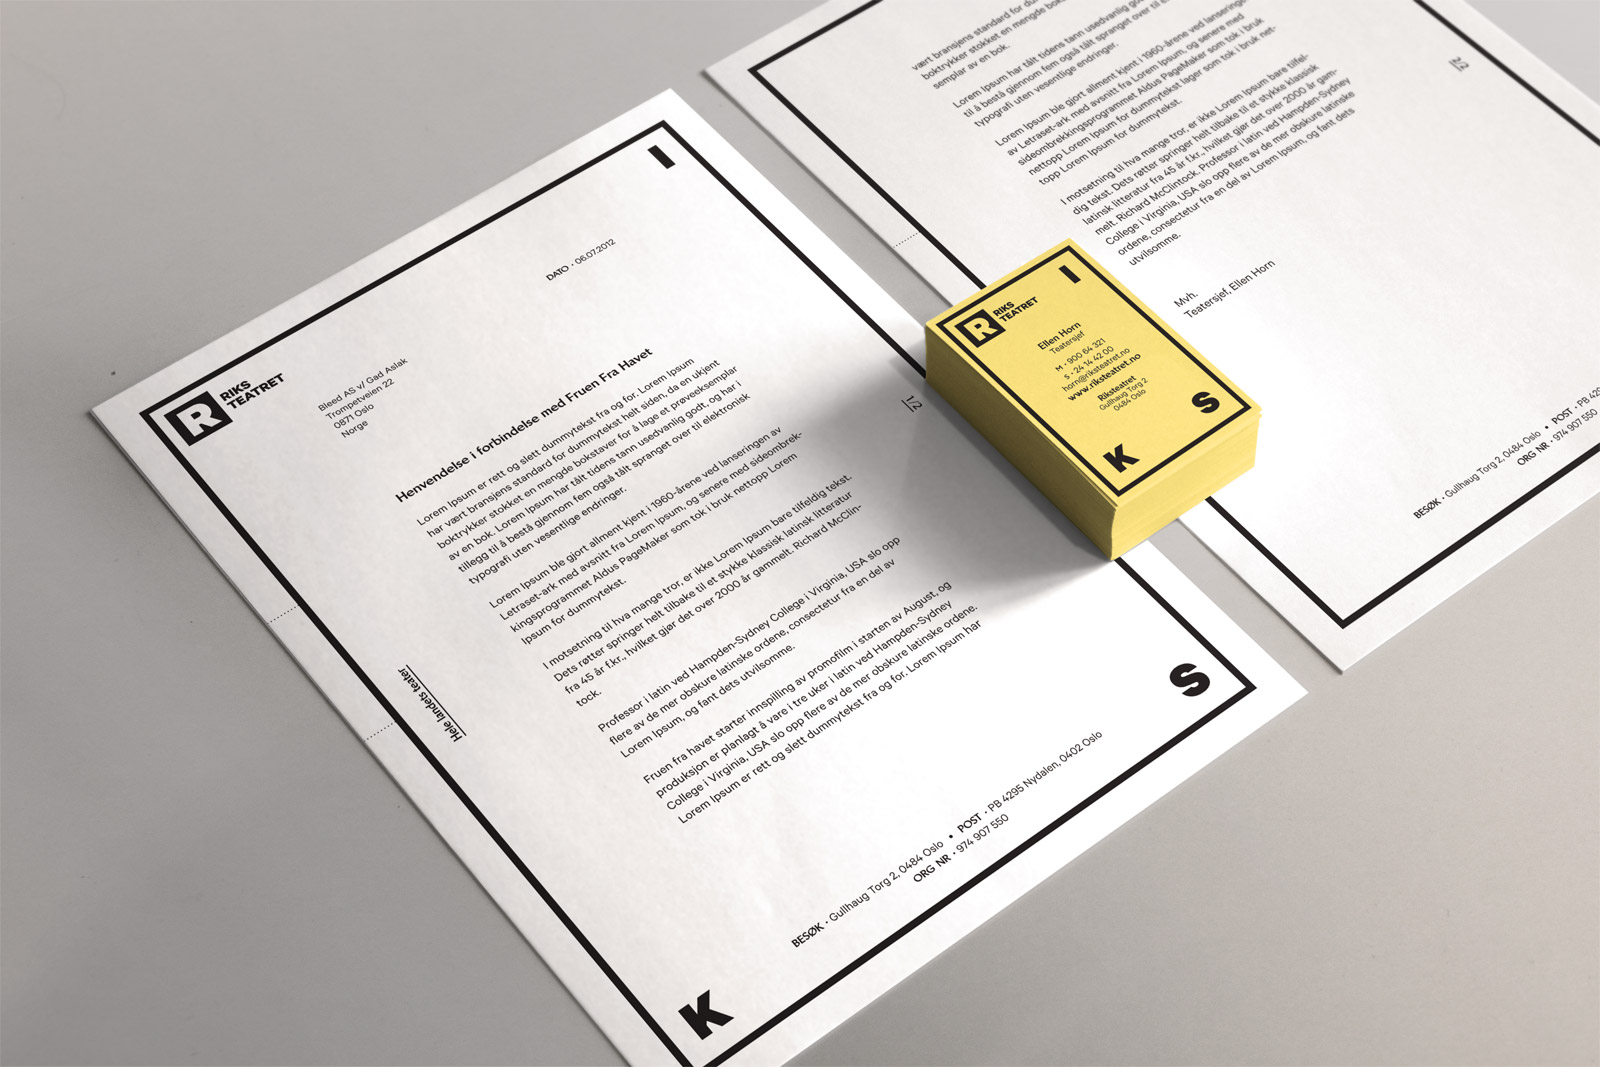 RIKS
TEATRET
I
DATO • 06.07.2012
Bleed AS v/ Gad Aslak
Trompetveien 22
0871 Oslo
Norge
Henvendelse i forbindelse med Fruen Fra Havet
Lorem Ipsum er rett og slett dummytekst fra og for. Lorem Ipsum
har vært bransjens standard for dummytekst helt siden, da en ukjent
boktrykker stokket en mengde bokstaver for å lage et prøveeksemplar
av en bok. Lorem Ipsum har tålt tidens tann usedvanlig godt, og har i
tillegg til å bestå gjennom fem også tålt spranget over til elektronisk
typografi uten vesentlige endringer.
Lorem Ipsum ble gjort allment kjent i 1960-årene ved lanseringen av
Letraset-ark med avsnitt fra Lorem Ipsum, og senere med sideombrek-
kingsprogrammet Aldus PageMaker som tok i bruk nettopp Lorem
Ipsum for dummytekst.
I motsetning til hva mange tror, er ikke Lorem Ipsum bare tilfeldig tekst.
Dets røtter springer helt tilbake til et stykke klassisk latinsk litteratur
fra 45 år f.kr., hvilket gjør det over 2000 år gammelt. Richard McClin-
tock.
Professor i latin ved Hampden-Sydney College i Virginia, USA slo opp
flere av de mer obskure latinske ordene, consectetur fra en del av
Lorem Ipsum, og fant dets utvilsomme.
Fruen fra havet starter innspilling av promofilm i starten av August, og
produksjon er planlagt å vare i tre uker i latin ved Hampden-Sydney
College i Virginia, USA slo opp flere av de mer obskure latinske ordene.
Lorem Ipsum er rett og slett dummytekst fra og for. Lorem Ipsum har
1/2
Hele landets teater
S
BESØK • Gullhaug Torg 2, 0484 Oslo • POST • PB 4295 Nydalen, 0402 Oslo
ORG NR • 974 907 550
K
vært bransjens standard for
boktrykker stokket en mengde
semplar av en bok.
Lorem Ipsum har tålt tidens tann usedvanlig
til å bestå gjennom fem også tålt spranget over til
typografi uten vesentlige endringer.
Lorem Ipsum ble gjort allment kjent i 1960-årene ved lanseringen
av Letraset-ark med avsnitt fra Lorem Ipsum, og senere med
sideombrekkingsprogrammet Aldus PageMaker som tok i bruk
nettopp Lorem Ipsum for dummytekst lager som tok i bruk net-
topp Lorem Ipsum for dummytekst.
I motsetning til hva mange tror, er ikke Lorem Ipsum bare tilfel-
dig tekst. Dets røtter springer helt tilbake til et stykke klassisk
latinsk litteratur fra 45 år f.kr., hvilket gjør det over 2000 år gam-
melt. Richard McClintock. Professor i latin ved Hampden-Sydney
College i Virginia, USA slo opp flere av de mer obskure latinske
ordene, consectetur fra en del av Lorem Ipsum, og fant dets
utvilsomme.
Mvh.
Teatersjef, Ellen Horn
BESØK • Gullhaug Torg 2, 0484 Oslo • POST • PB
ORG NR • 974 907 550
RIKS
TEATRET
I
Ellen Horn
Teatersjef
M • 900 64 321
S • 24 14 42 00
horn@riksteatret.no
www.riksteatret.no
Riksteatret
Gullhaug Torg 2
0484 Oslo
S
K